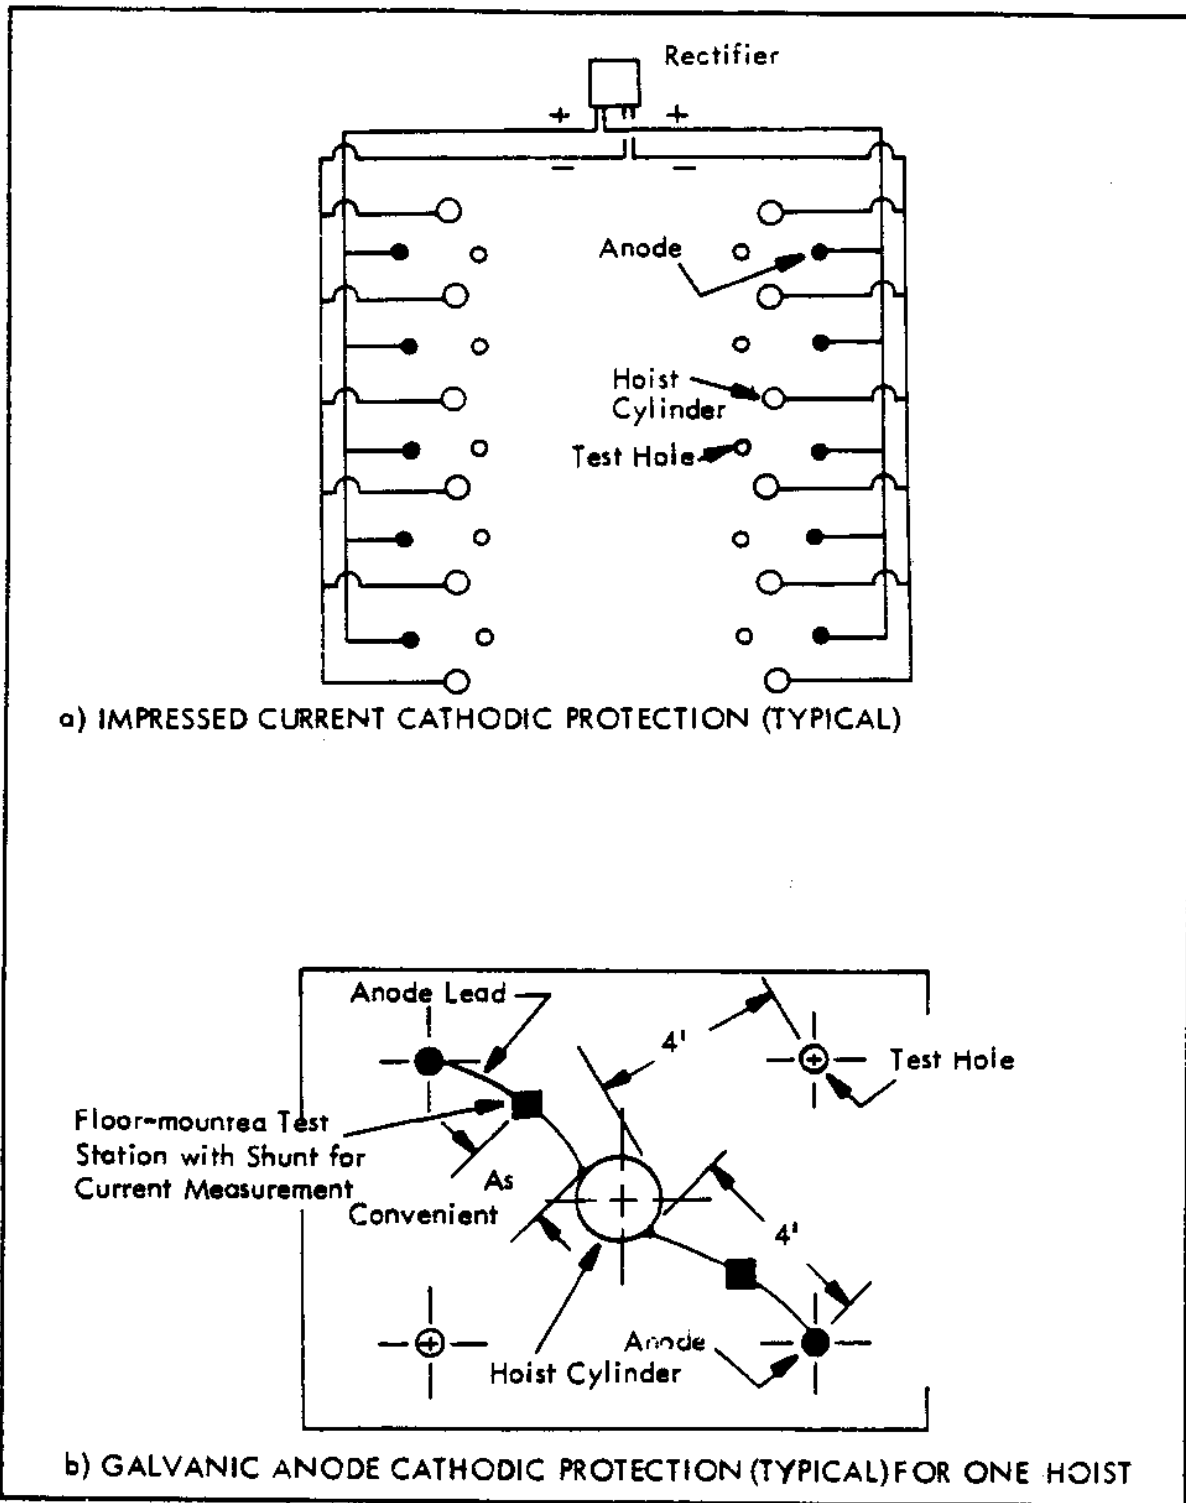 Rectifier
+ +
− −
Anode
Hoist
Cylinder
Test Hole
a) IMPRESSED CURRENT CATHODIC PROTECTION (TYPICAL)
Anode Lead
4'
Test Hole
Floor-mounted Test
Station with Shunt for
Current Measurement
As
Convenient
4'
Anode
Hoist Cylinder
b) GALVANIC ANODE CATHODIC PROTECTION (TYPICAL) FOR ONE HOIST